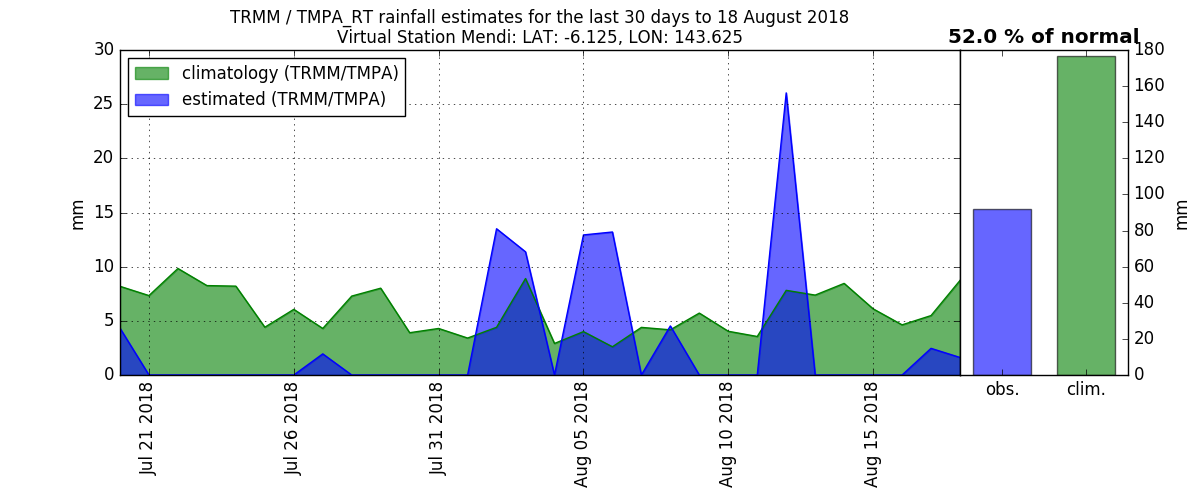 TRMM / TMPA_RT rainfall estimates for the last 30 days to 18 August 2018
Virtual Station Mendi: LAT: -6.125, LON: 143.625
52.0 % of normal
climatology (TRMM/TMPA)
estimated (TRMM/TMPA)
30
25
20
15
10
5
0
mm
Jul 21 2018
Jul 26 2018
Jul 31 2018
Aug 05 2018
Aug 10 2018
Aug 15 2018
obs.
clim.
180
160
140
120
100
80
60
40
20
0
mm